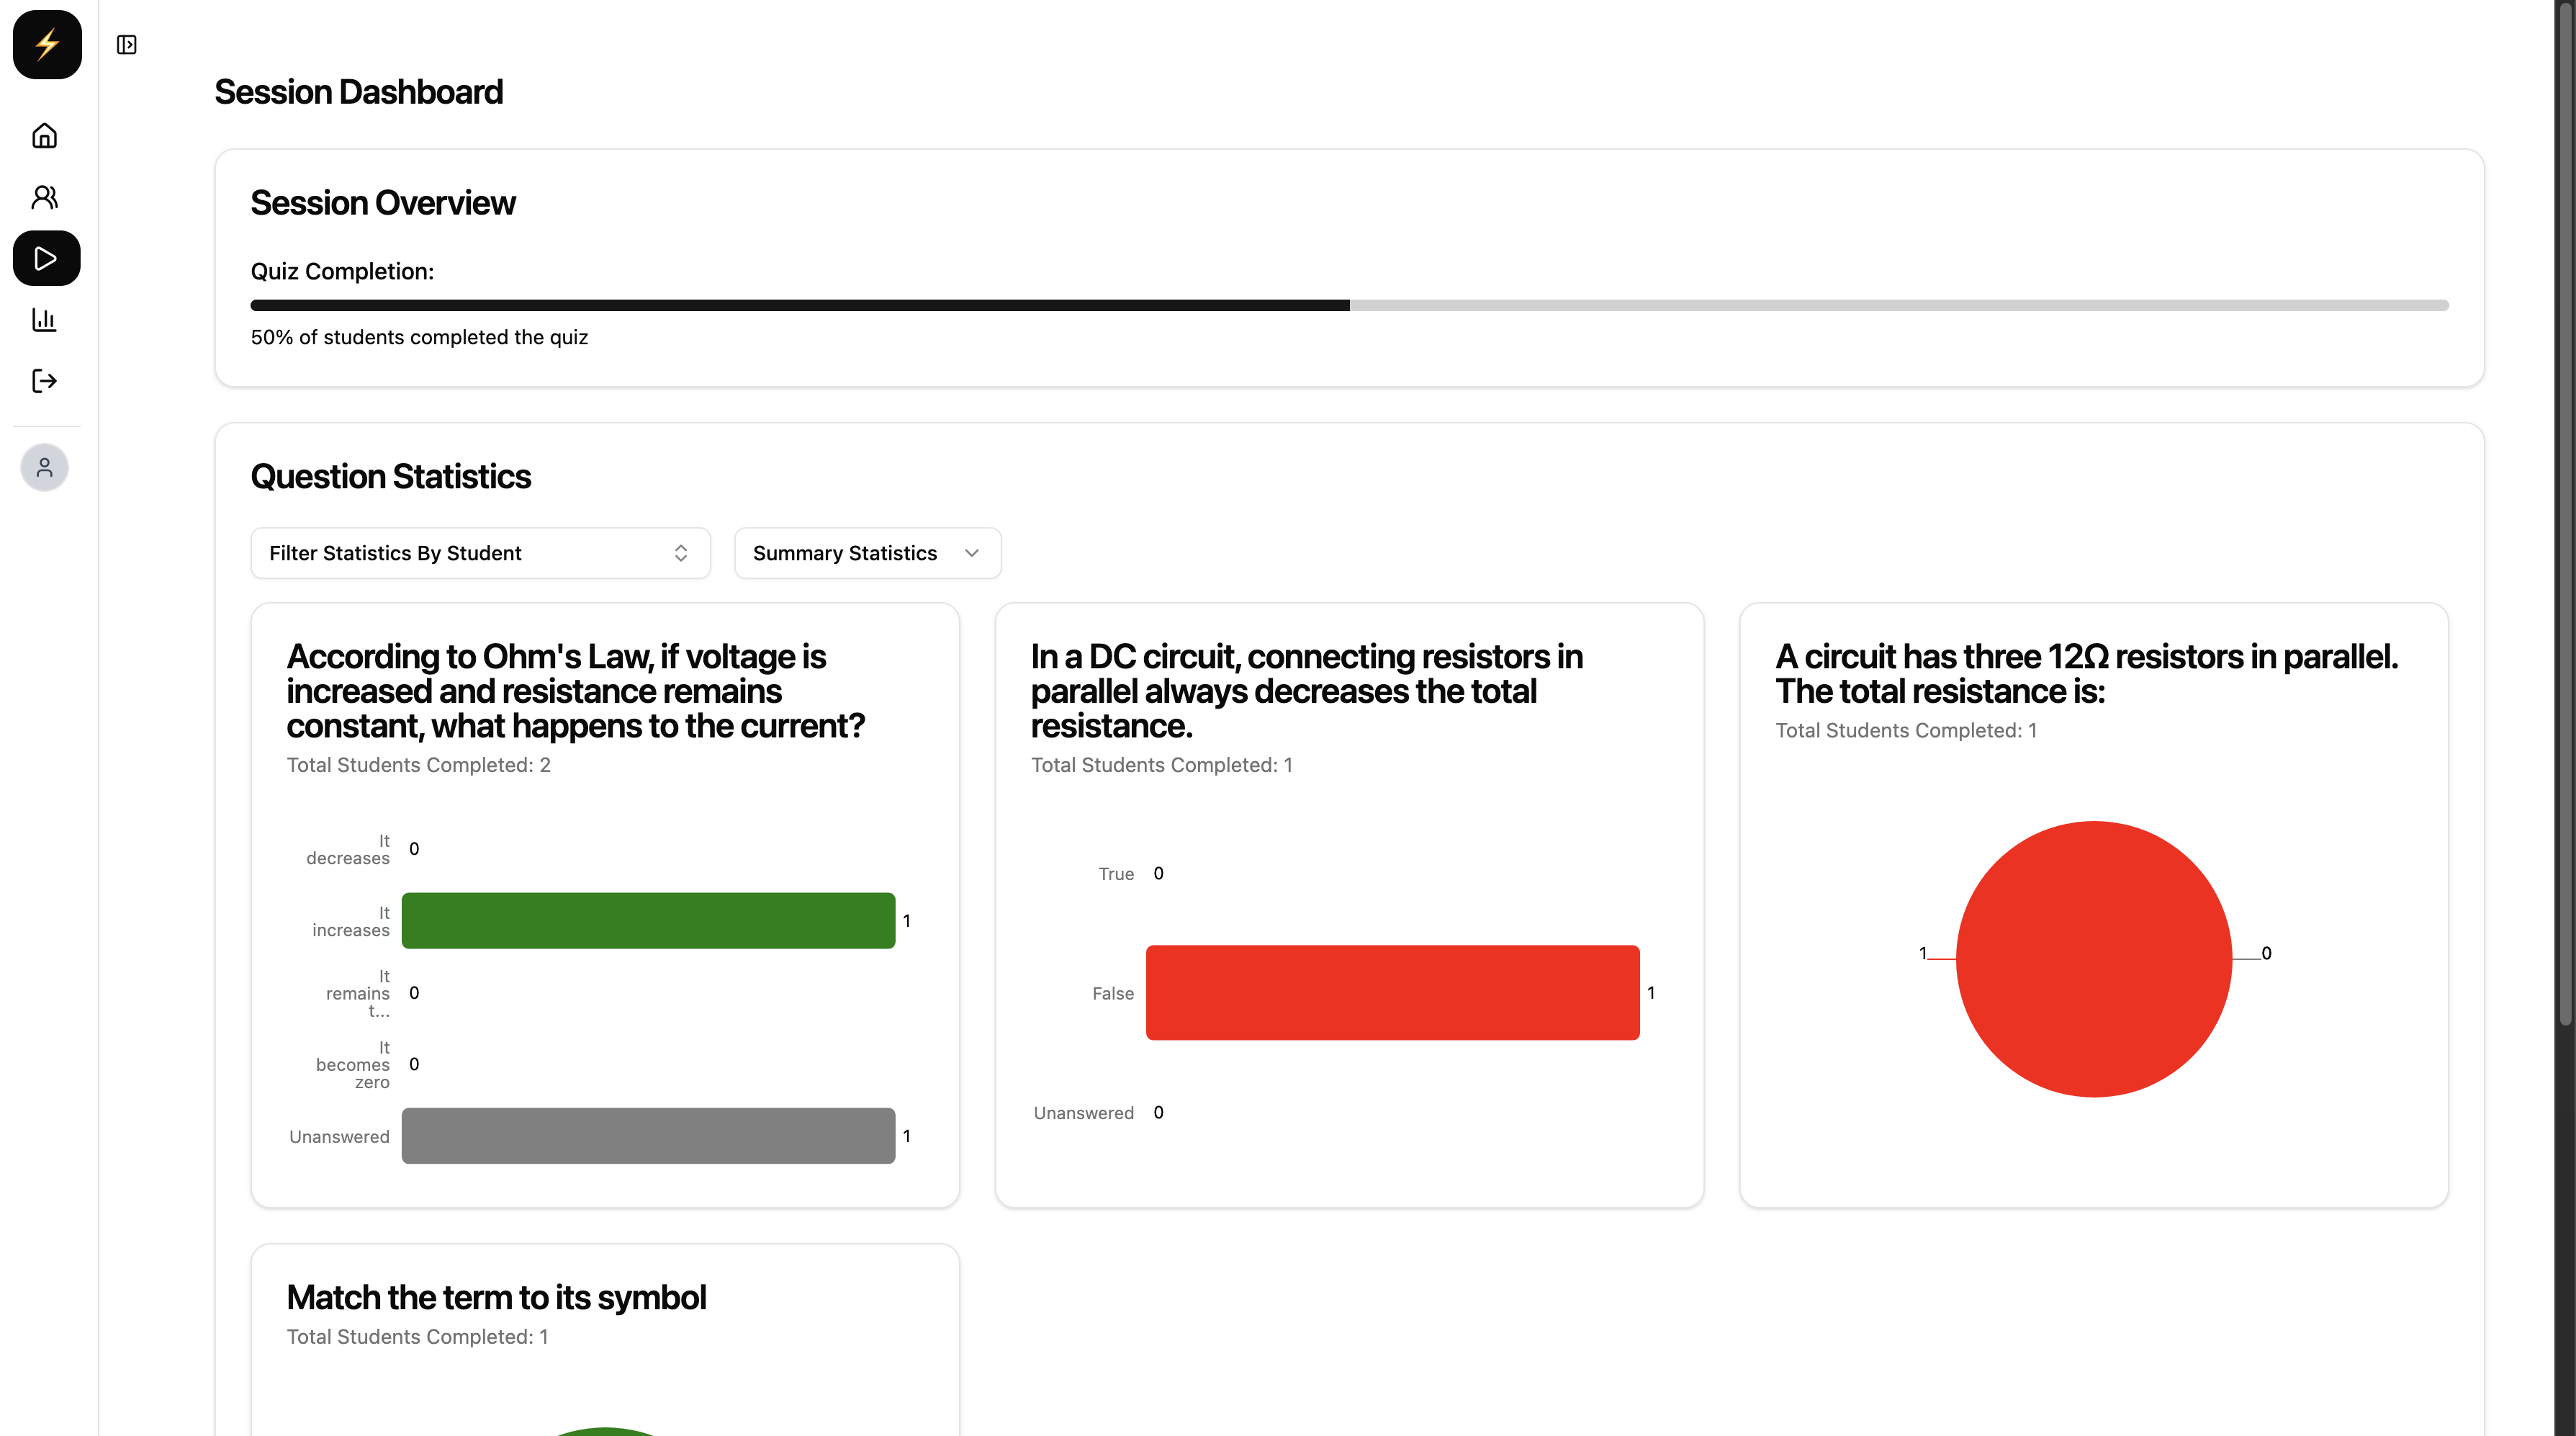 Session Dashboard
Session Overview
Quiz Completion:
50% of students completed the quiz
Question Statistics
Filter Statistics By Student
Summary Statistics
According to Ohm's Law, if voltage is
increased and resistance remains
constant, what happens to the current?
Total Students Completed: 2
It
decreases
0
It
increases
1
It
remains
t...
0
It
becomes
zero
0
Unanswered
1
In a DC circuit, connecting resistors in
parallel always decreases the total
resistance.
Total Students Completed: 1
True
0
False
1
Unanswered
0
A circuit has three 12Ω resistors in parallel.
The total resistance is:
Total Students Completed: 1
1
0
Match the term to its symbol
Total Students Completed: 1